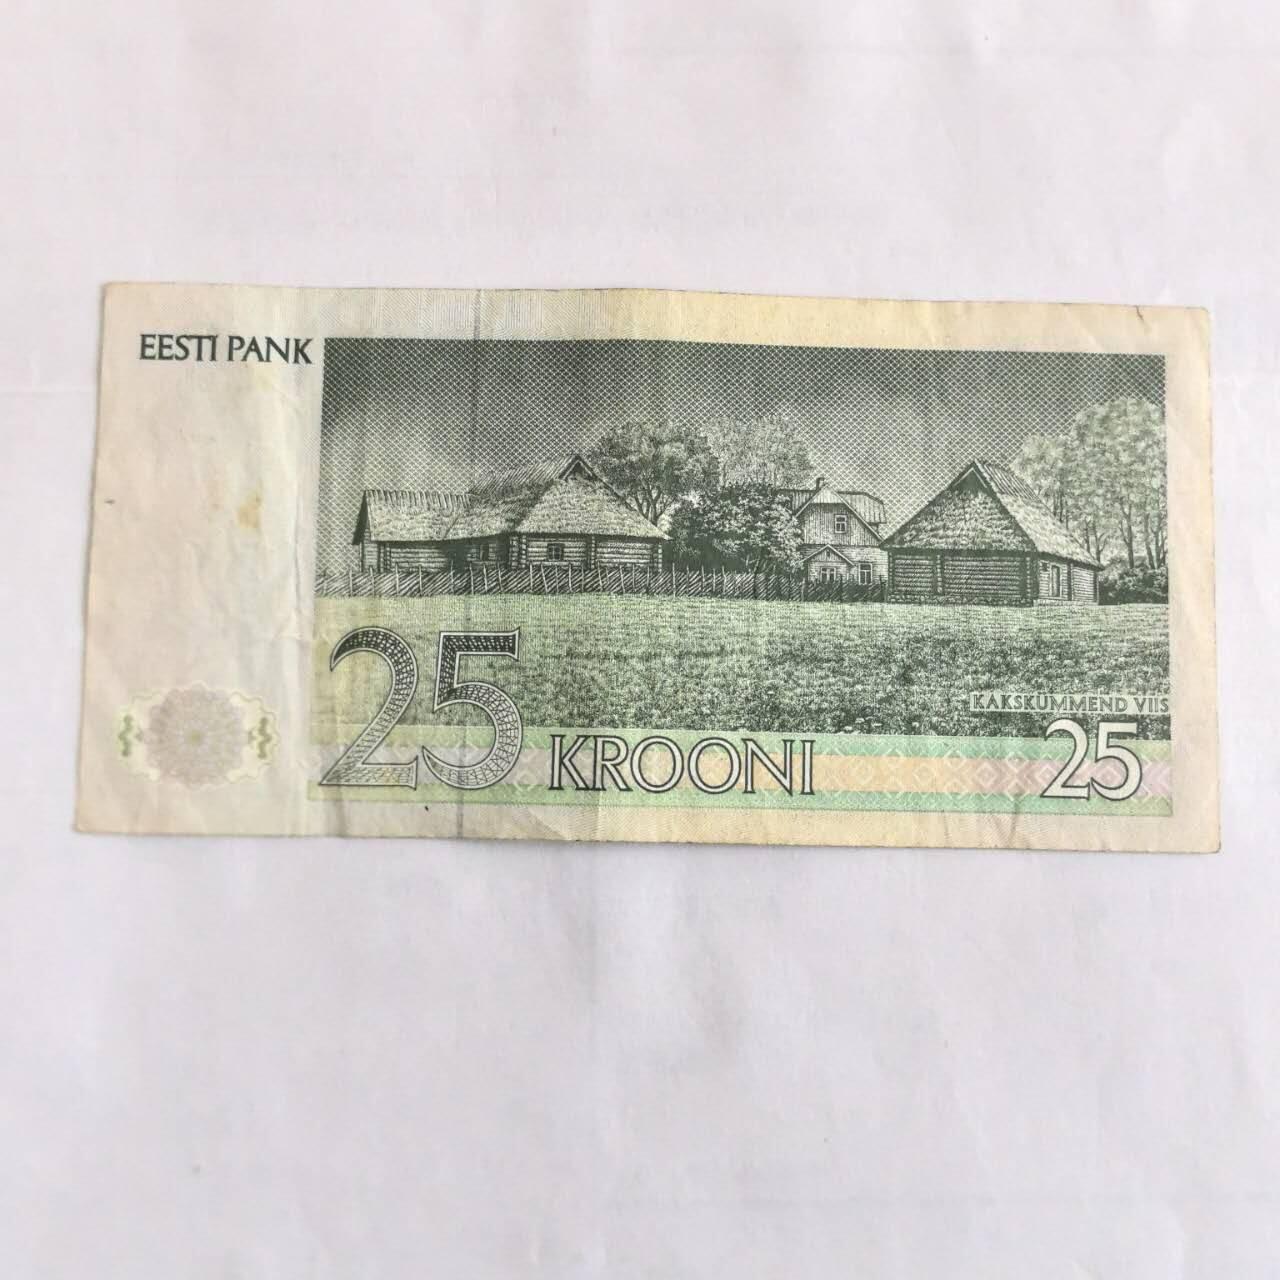 EESTI PANK
KAKSKÜMMEND VIIS
25 KROONI
25